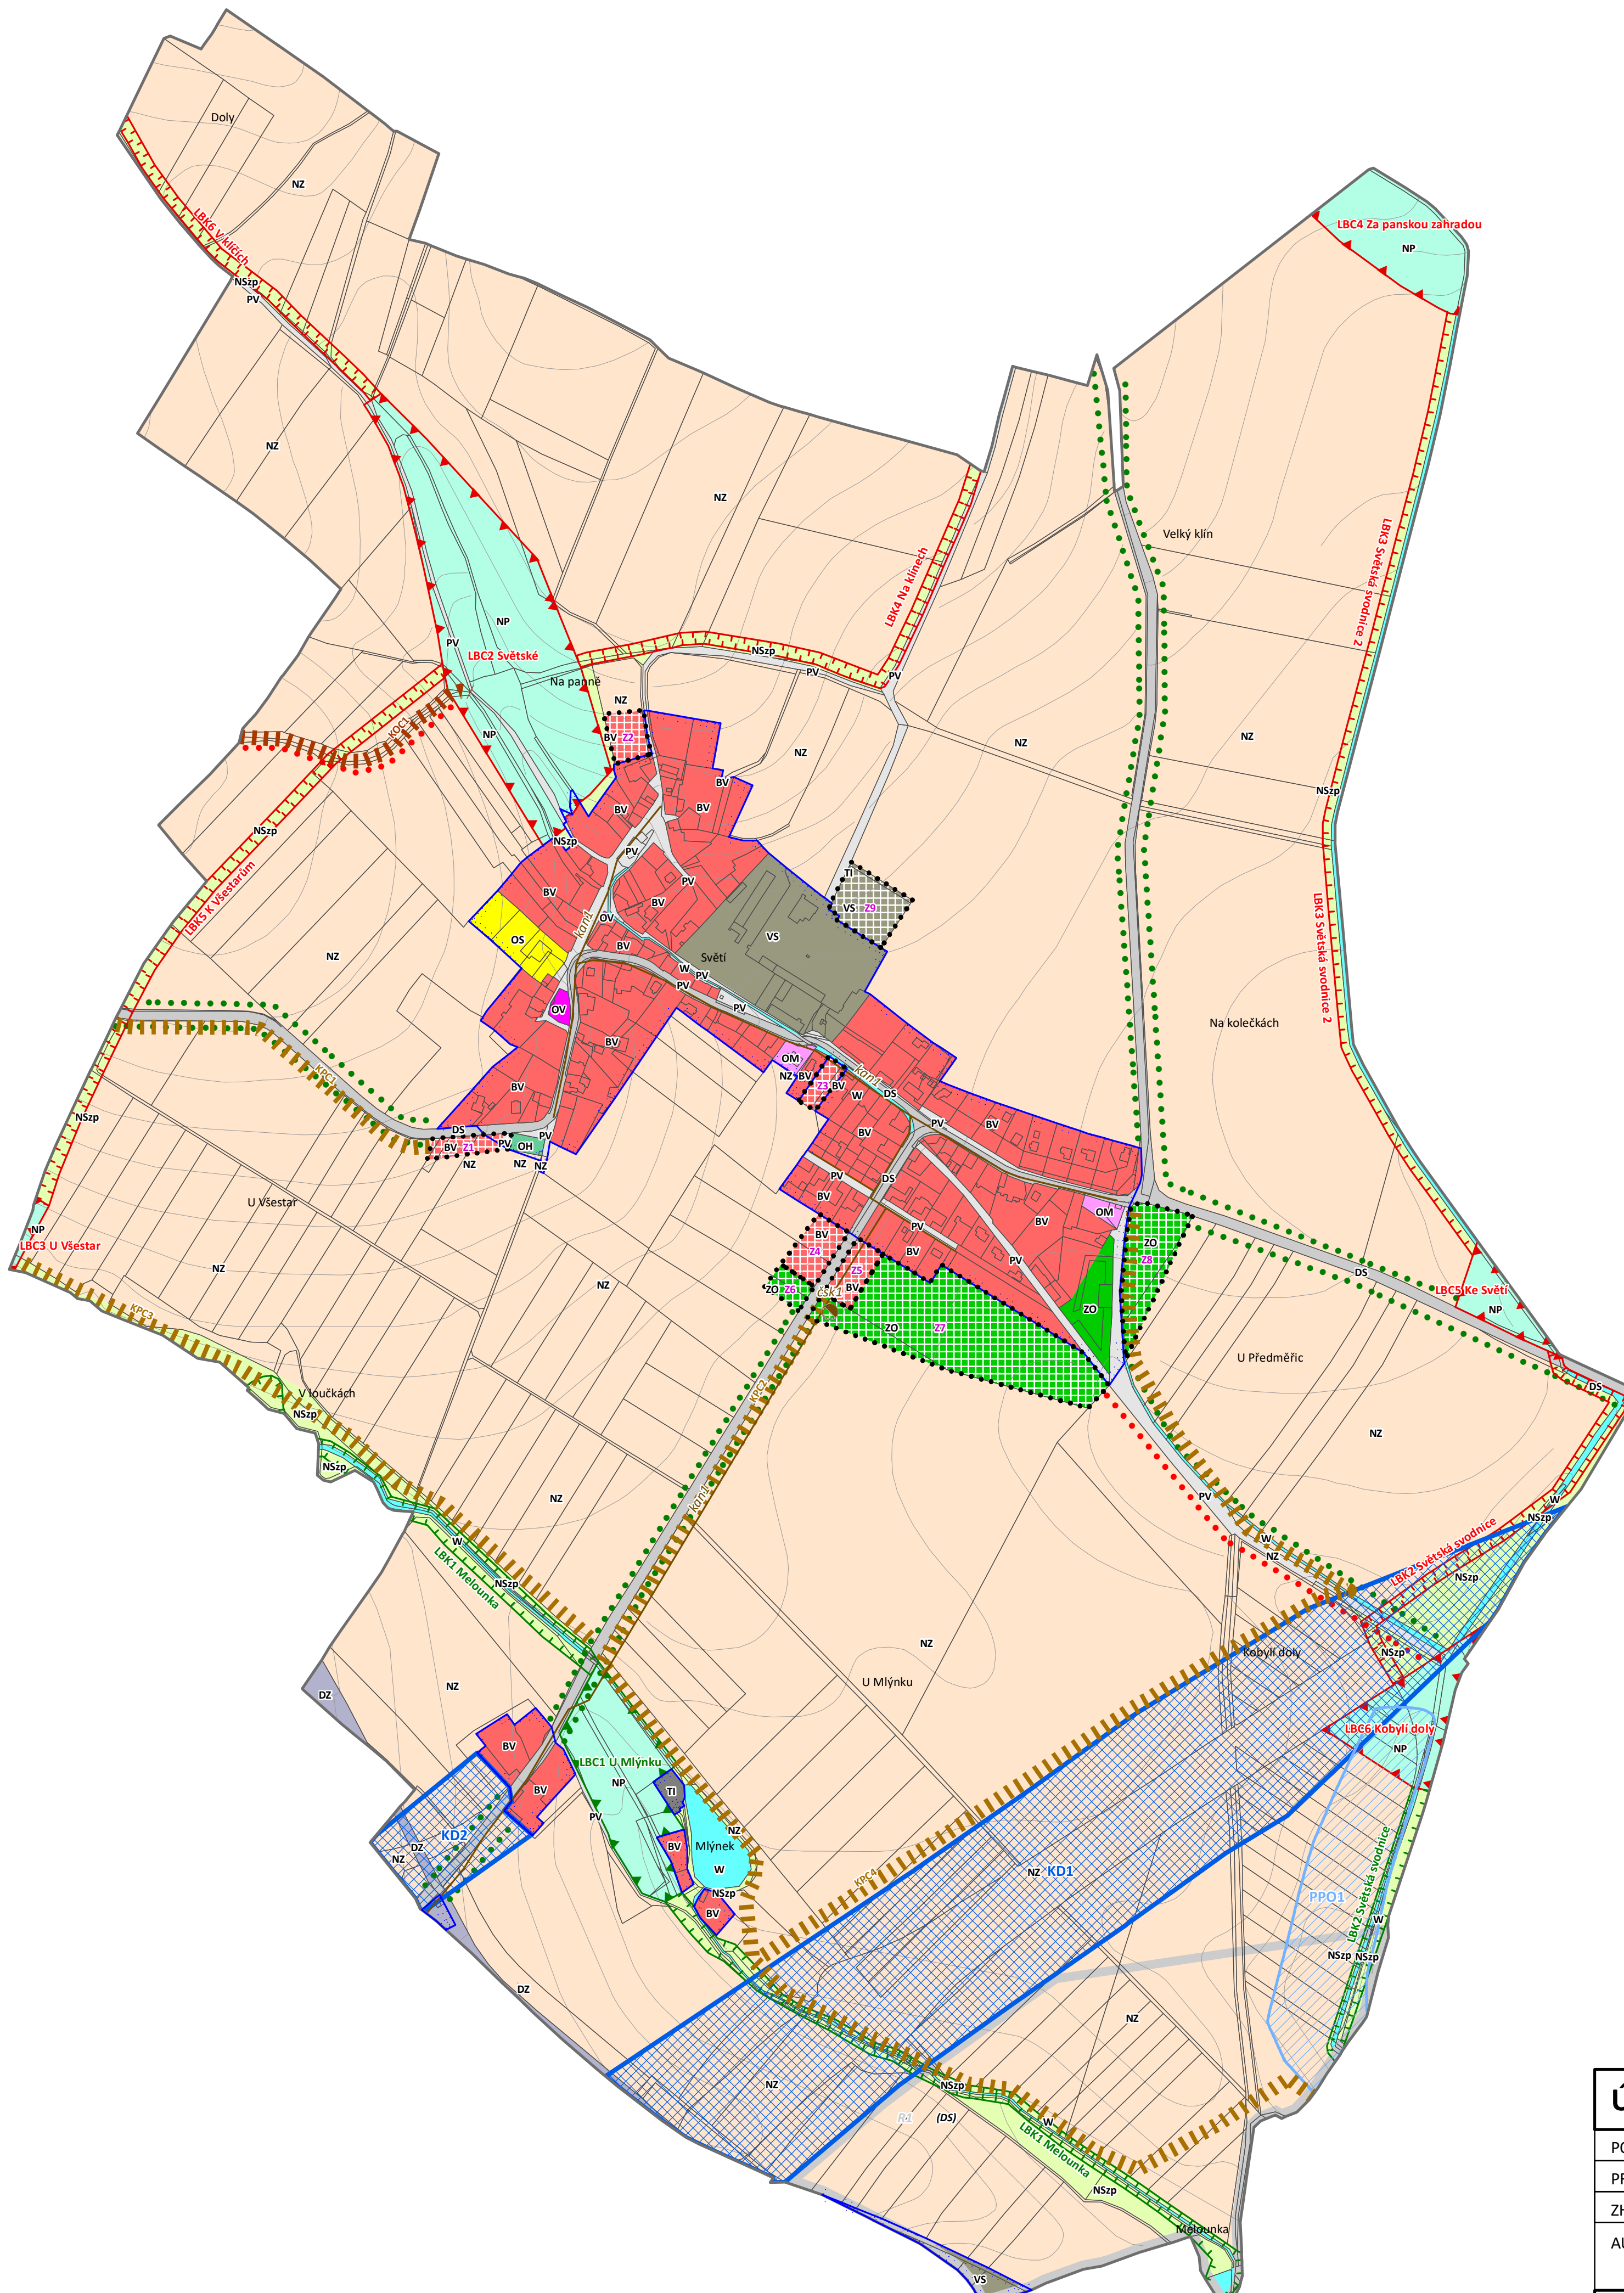 Doly
NZ
LBK6 V klíčích
NSzp
PV
LBC4 Za panskou zahradou
NP
NZ
NZ
Velký klín
LBK4 Na klínech
LBK3 Světská svodnice 2
NP
PV
LBC2 Světské
NSzp
PV
PV
Na panně
NZ
KOC1
NP
BV
Z2
NZ
NZ
NZ
BV
NSzp
BV
BV
NSzp
NSzp
PV
LBK5 K Všestarům
BV
PV
TI
BV
VS
Z9
OV
kan1
LBK3 Světská svodnice 2
OS
BV
VS
NZ
Světí
W
PV
PV
OV
PV
Na kolečkách
BV
OM
kan1
KPC1
NZ
BV
Z3
BV
BV
W
DS
NSzp
DS
PV
BV
BV
PV
BV
Z1
PV
OH
NZ
NZ
NZ
PV
DS
U Všestar
BV
PV
BV
OM
NP
LBC3 U Všestar
BV
Z4
BV
PV
ZO
Z8
NZ
Z5
BV
DS
NZ
ZO
Z6
čsk1
LBC5 Ke Světí
NP
KPC3
ZO
ZO
Z7
U Předměřic
V loučkách
NSzp
KPC2
DS
NZ
NSzp
NZ
kan1
PV
W
NSzp
W
LBK1 Melounka
NSzp
W
NZ
LBK2 Světská svodnice
NSzp
NZ
Kobylí doly
NSzp
U Mlýnku
DZ
NZ
LBC6 Kobylí doly
NP
BV
LBC1 U Mlýnku
NP
BV
TI
PV
KD2
DZ
NZ
NZ
BV
Mlýnek
W
NSzp
BV
KPC4
NZ
KD1
PPO1
LBK2 Světská svodnice
W
NSzp
NSzp
DZ
NZ
NZ
NSzp
R1
(DS)
W
LBK1 Melounka
NSzp
Melounka
VS